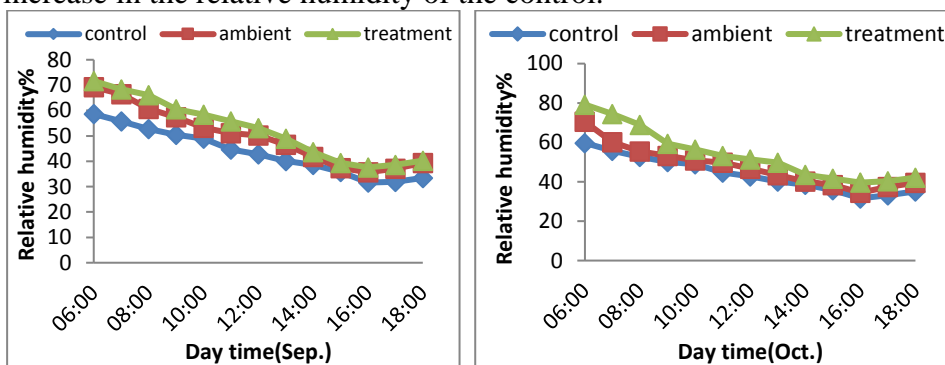 increase in the relative humidity of the control.
control ambient treatment
80
70
60
50
40
30
20
10
0
Relative humidity%
06:00 08:00 10:00 12:00 14:00 16:00 18:00
Day time(Sep.)
control ambient treatment
100
80
60
40
20
0
Relative humidity%
06:00 08:00 10:00 12:00 14:00 16:00 18:00
Day time(Oct.)